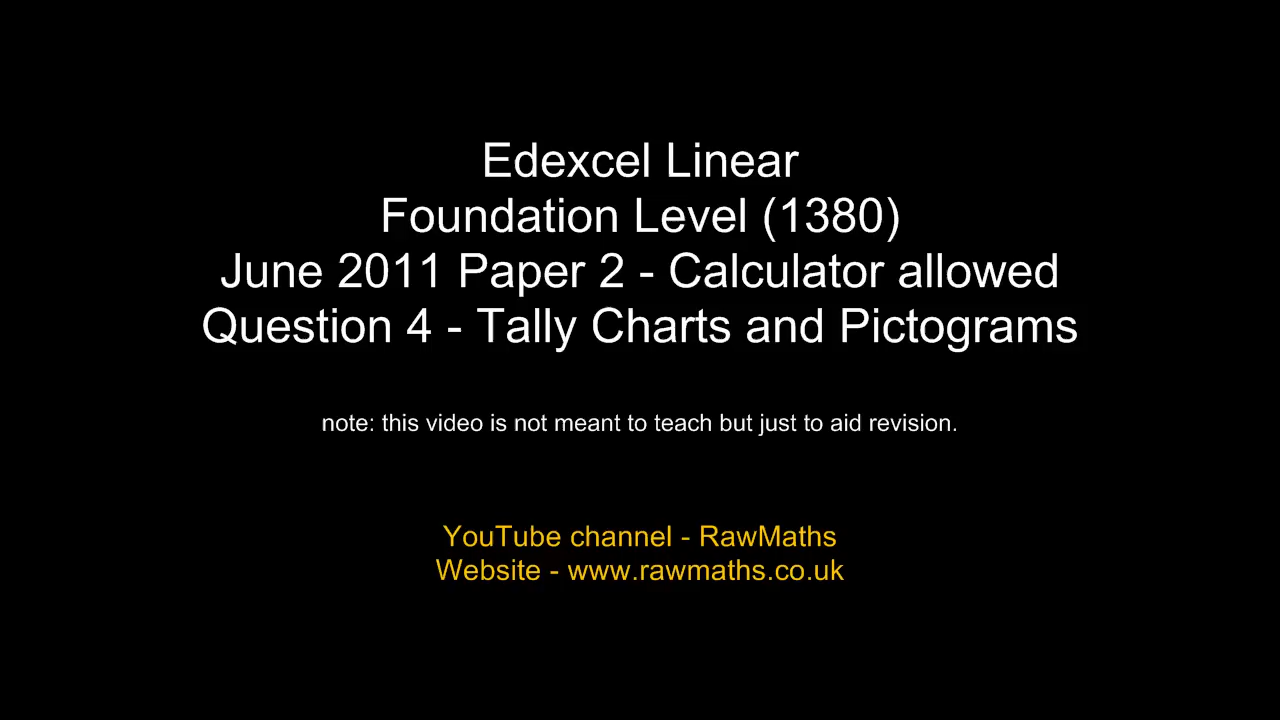 Edexcel Linear
Foundation Level (1380)
June 2011 Paper 2 - Calculator allowed
Question 4 - Tally Charts and Pictograms
note: this video is not meant to teach but just to aid revision.
YouTube channel - RawMaths
Website - www.rawmaths.co.uk